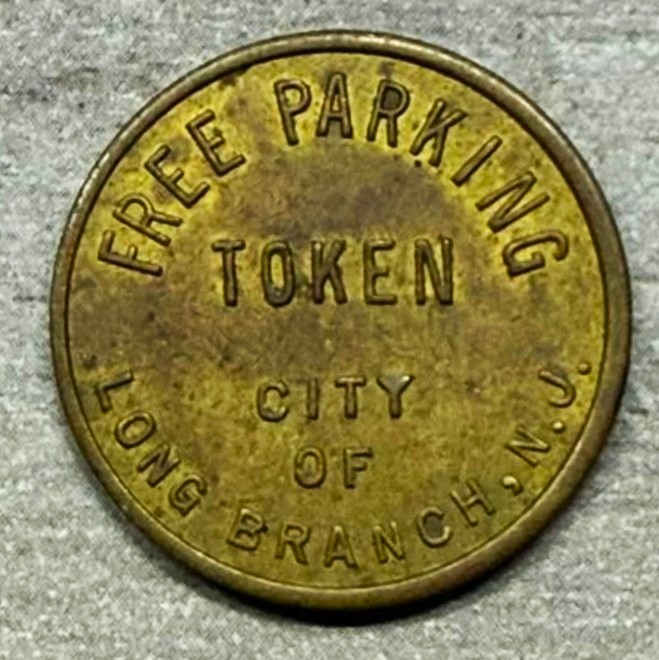 FREE PARKING
TOKEN
CITY
OF
LONG BRANCH, N.J.